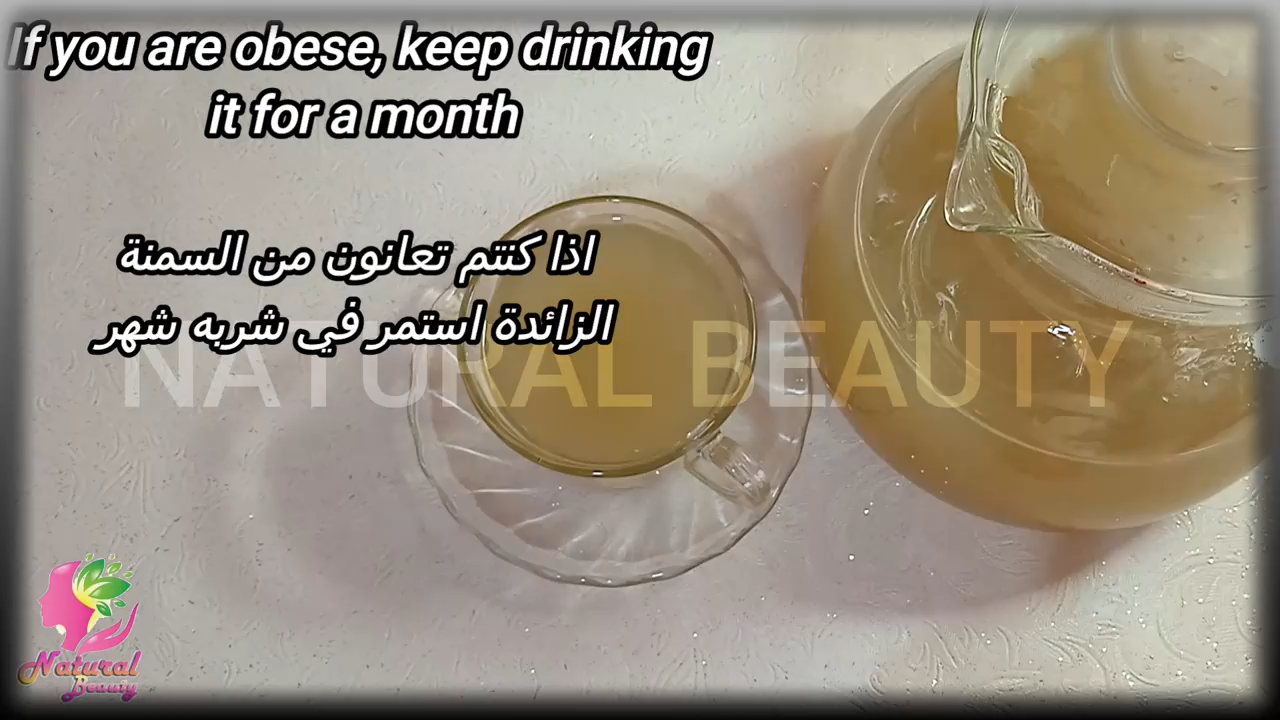 If you are obese, keep drinking
it for a month
اذا كنتم تعانون من السمنة
الزائدة استمر في شربه شهر
NATURAL BEAUTY
Natural
Beauty